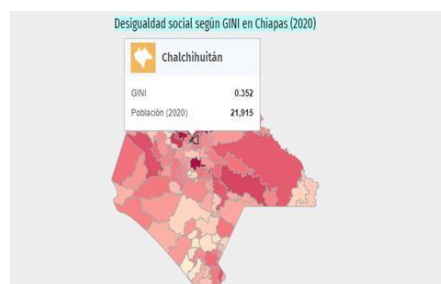 Desigualdad social según GINI en Chiapas (2020)
Chalchihuitán
GINI 0.352
Población (2020) 21,915